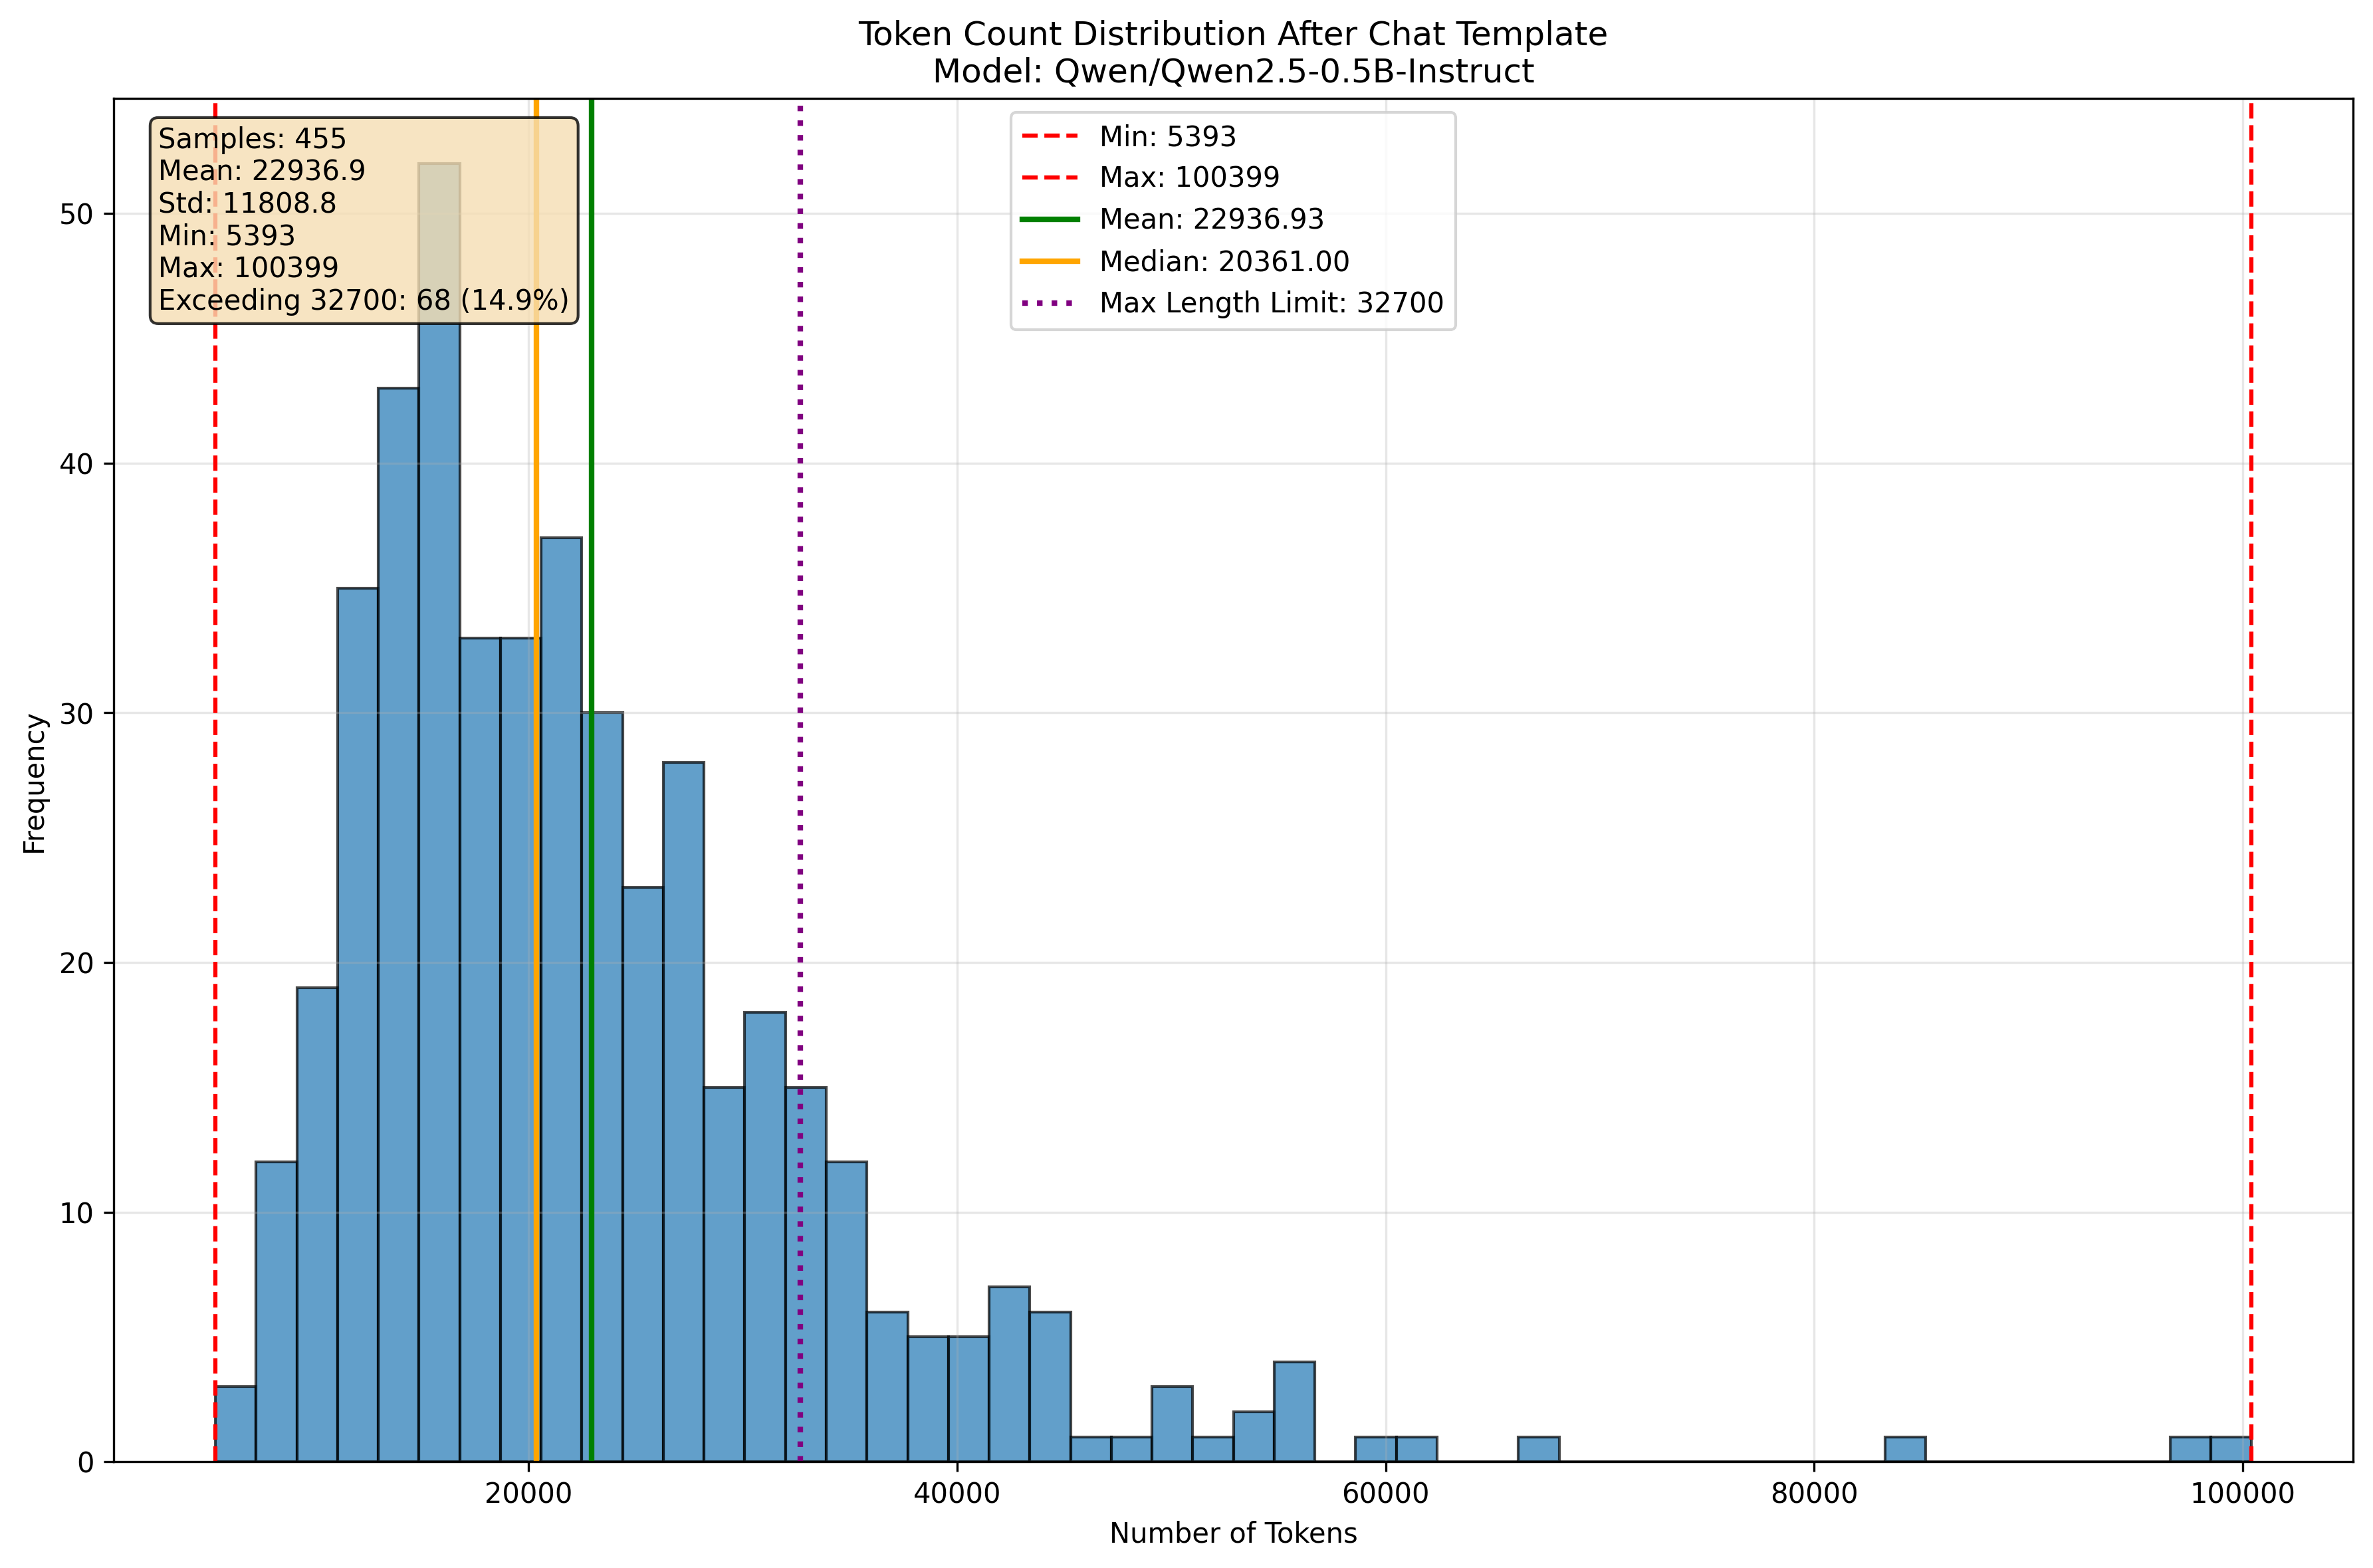 Token Count Distribution After Chat Template
Model: Qwen/Qwen2.5-0.5B-Instruct
Samples: 455
Mean: 22936.9
Std: 11808.8
Min: 5393
Max: 100399
Exceeding 32700: 68 (14.9%)
Min: 5393
Max: 100399
Mean: 22936.93
Median: 20361.00
Max Length Limit: 32700
Frequency
50
40
30
20
10
0
20000
40000
60000
80000
100000
Number of Tokens